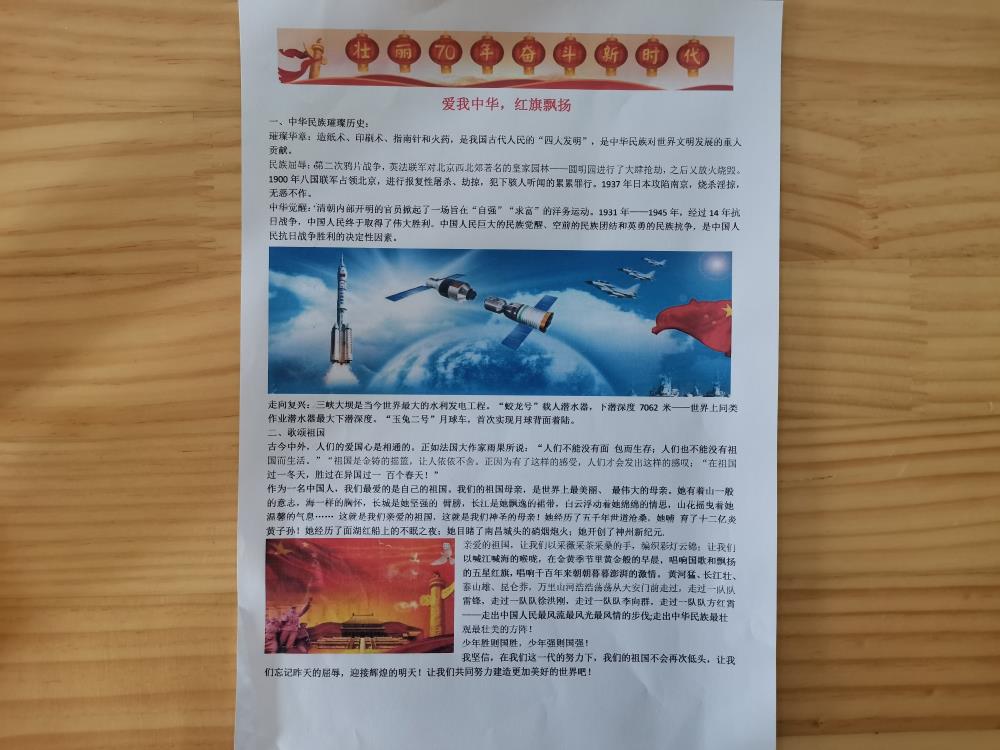 壮丽70年奋斗新时代
爱我中华，红旗飘扬
一、中华民族璀璨历史：
璀璨华章：造纸术、印刷术、指南针和火药，是我国古代人民的“四大发明”，是中华民族对世界文明发展的重大
贡献。
民族屈辱：第二次鸦片战争，英法联军对北京西北郊著名的皇家园林——圆明园进行了大肆抢劫，之后又放火烧毁。
1900 年八国联军占领北京，进行报复性屠杀、劫掠，犯下骇人听闻的累累罪行。1937 年日本攻陷南京，烧杀淫掠，
无恶不作。
中华觉醒：清朝内部开明的官员掀起了一场旨在“自强”“求富”的洋务运动。1931 年——1945 年，经过 14 年抗
日战争，中国人民终于取得了伟大胜利。中国人民巨大的民族觉醒、空前的民族团结和英勇的民族抗争，是中国人
民抗日战争胜利的决定性因素。
走向复兴：三峡大坝是当今世界最大的水利发电工程。“蛟龙号”载人潜水器，下潜深度 7062 米——世界上同类
作业潜水器最大下潜深度。“玉兔二号”月球车，首次实现月球背面着陆。
二、歌颂祖国
古今中外，人们的爱国心是相通的。正如法国大作家雨果所说：“人们不能没有面 包而生存；人们也不能没有祖
国而生活。”“祖国是金铸的摇篮，让人依依不舍。正因为有了这样的感受，人们才会发出这样的感叹：“在祖国
过一冬天，胜过在异国过一 百个春天！”
作为一名中国人，我们最爱的是自己的祖国。我们的祖国母亲，是世界上最美丽、 最伟大的母亲。她有着山一般
的意志，海一样的胸怀，长城是她坚强的 臂膀，长江是她飘逸的裙带，白云浮动着她绵绵的情思，山花摇曳着她
温馨的气息…… 这就是我们亲爱的祖国，这就是我们神圣的母亲！她经历了五千年世道沧桑，她哺 育了十二亿炎
黄子孙！她经历了面湖红船上的不眠之夜；她目睹了南昌城头的硝烟炮火；她开创了神州新纪元.
亲爱的祖国，让我们以采薇采茶采桑的手，编织彩灯云锦；让我们
以喊江喊海的喉咙，在金黄季节里黄金般的早晨，唱响国歌和飘扬
的五星红旗，唱响千百年来朝朝暮暮澎湃的激情。黄河猛、长江壮、
泰山雄、昆仑莽，万里山河浩浩荡荡从天安门前走过，走过一队队
雷锋，走过一队队徐洪刚，走过一队队李向群，走过一队队方红霄
——走出中国人民最风流最风光最风情的步伐;走出中华民族最壮
观最壮美的方阵！
少年胜则国胜，少年强则国强！
我坚信，在我们这一代的努力下，我们的祖国不会再次低头，让我
们忘记昨天的屈辱，迎接辉煌的明天！让我们共同努力建造更加美好的世界吧！